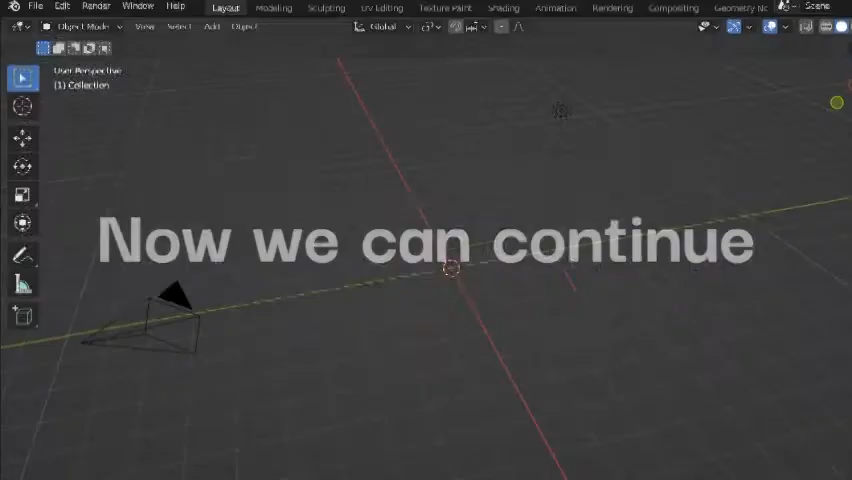 File Edit Render Window Help Layout Modeling Sculpting UV Editing Texture Paint Shading Animation Rendering Compositing Geometry No Scene
Object Mode View Select Add Object Global
User Perspective
(1) Collection
Now we can continue